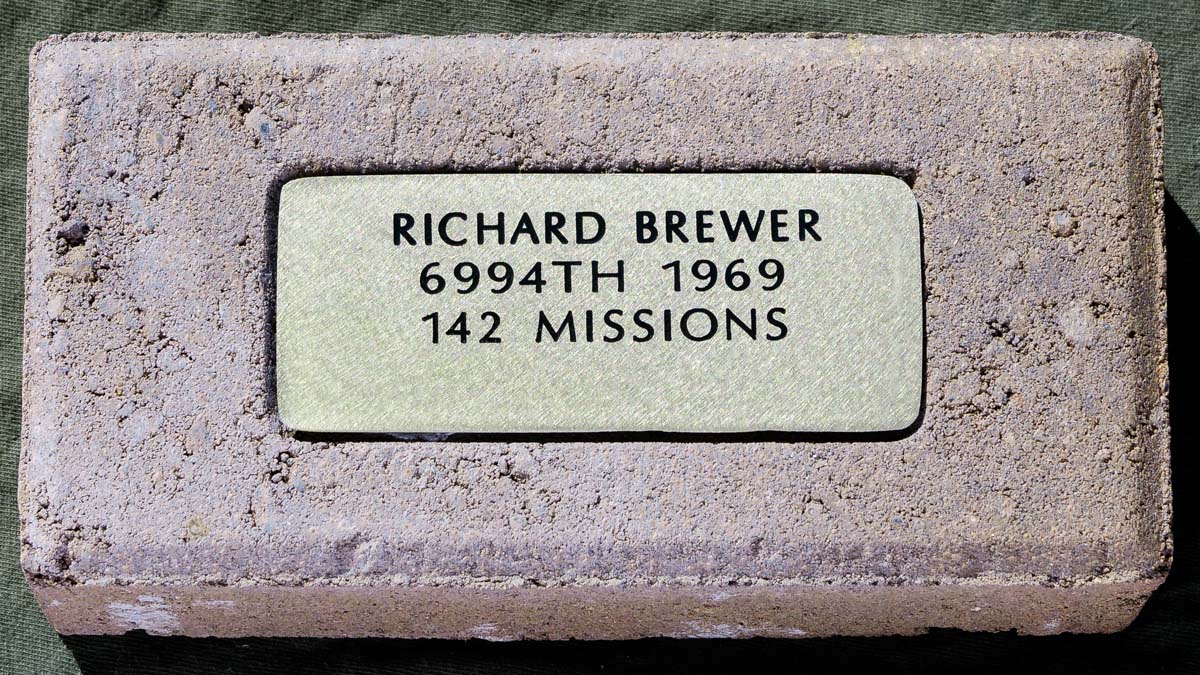 RICHARD BREWER
6994TH 1969
142 MISSIONS